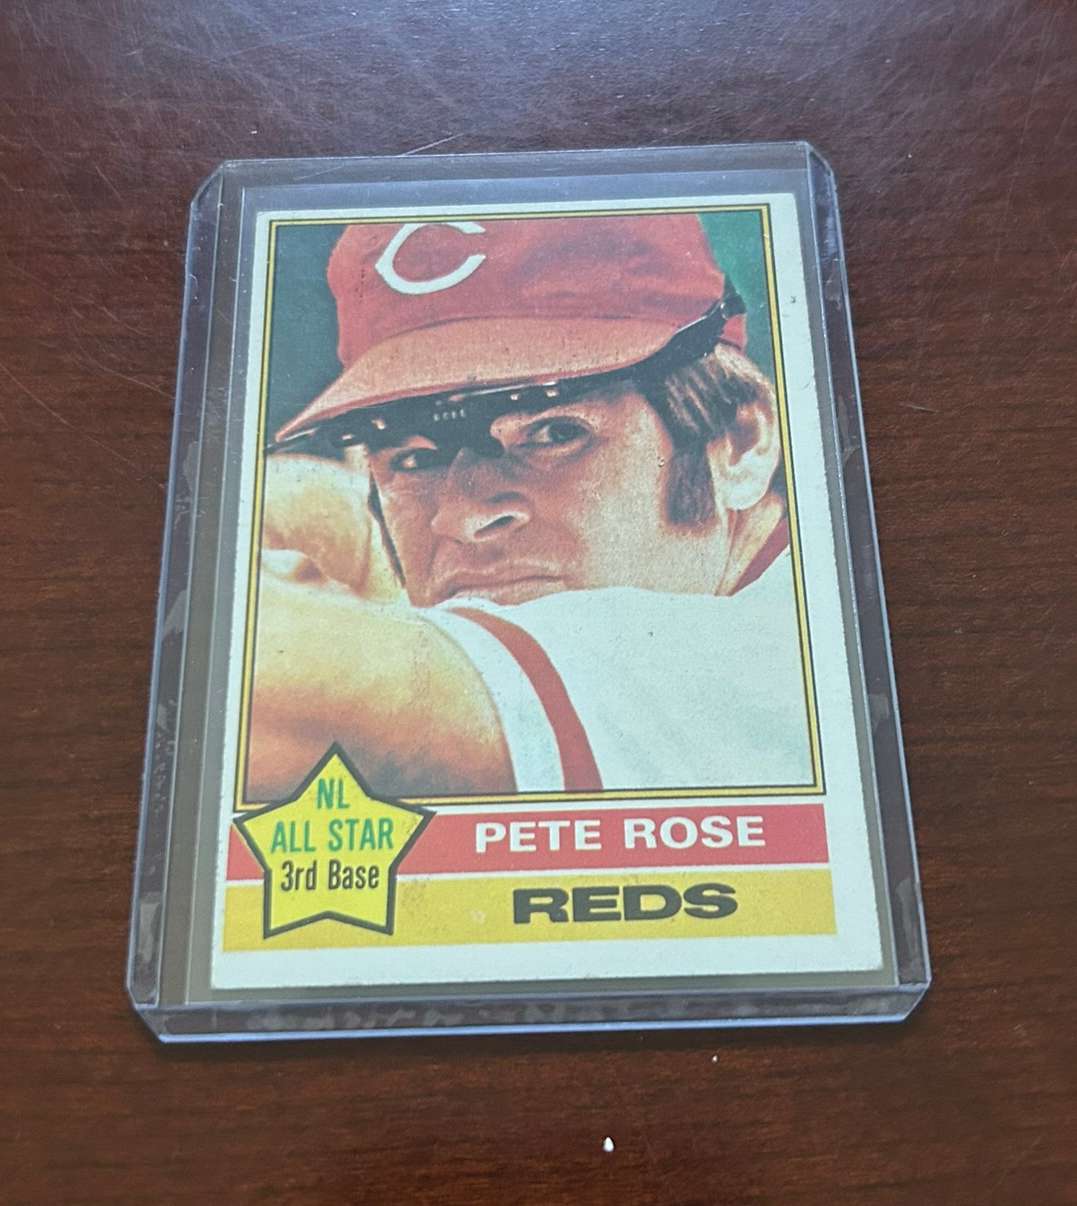 C
NL
ALL STAR
3rd Base
PETE ROSE
REDS